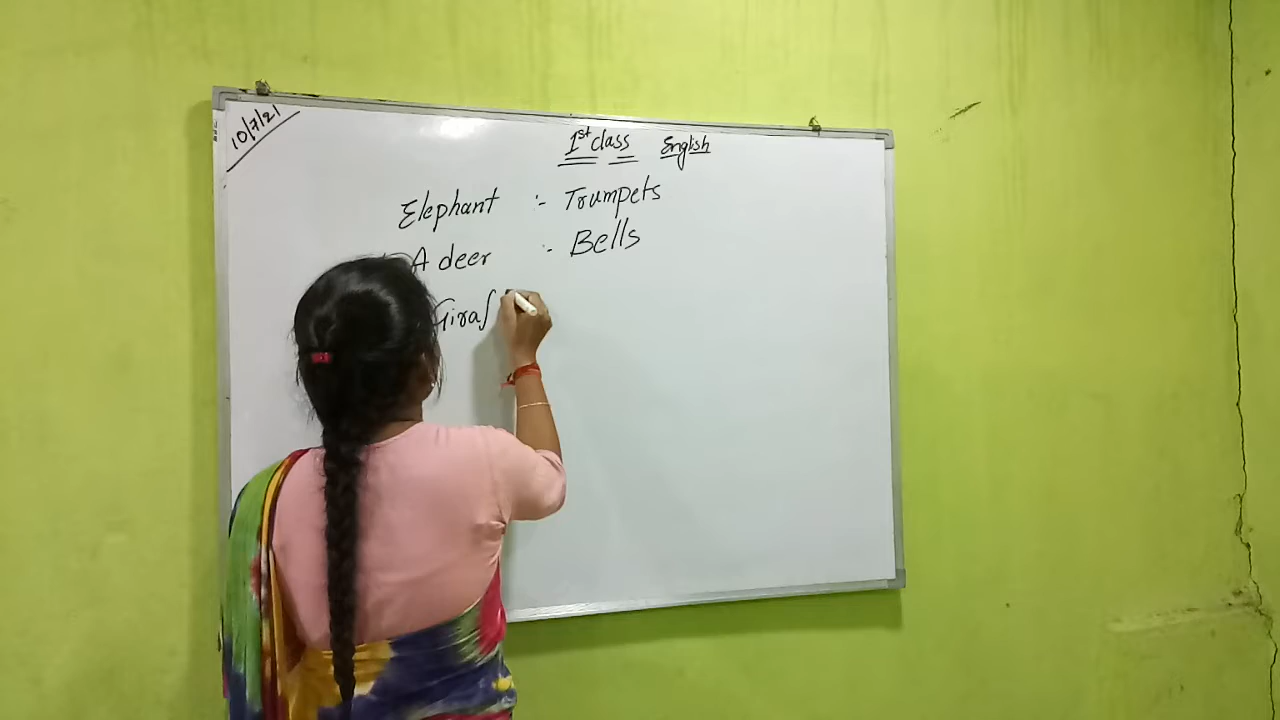 10/7/21
1st class English
Elephant :- Trumpets
A deer :- Bells
Giraf